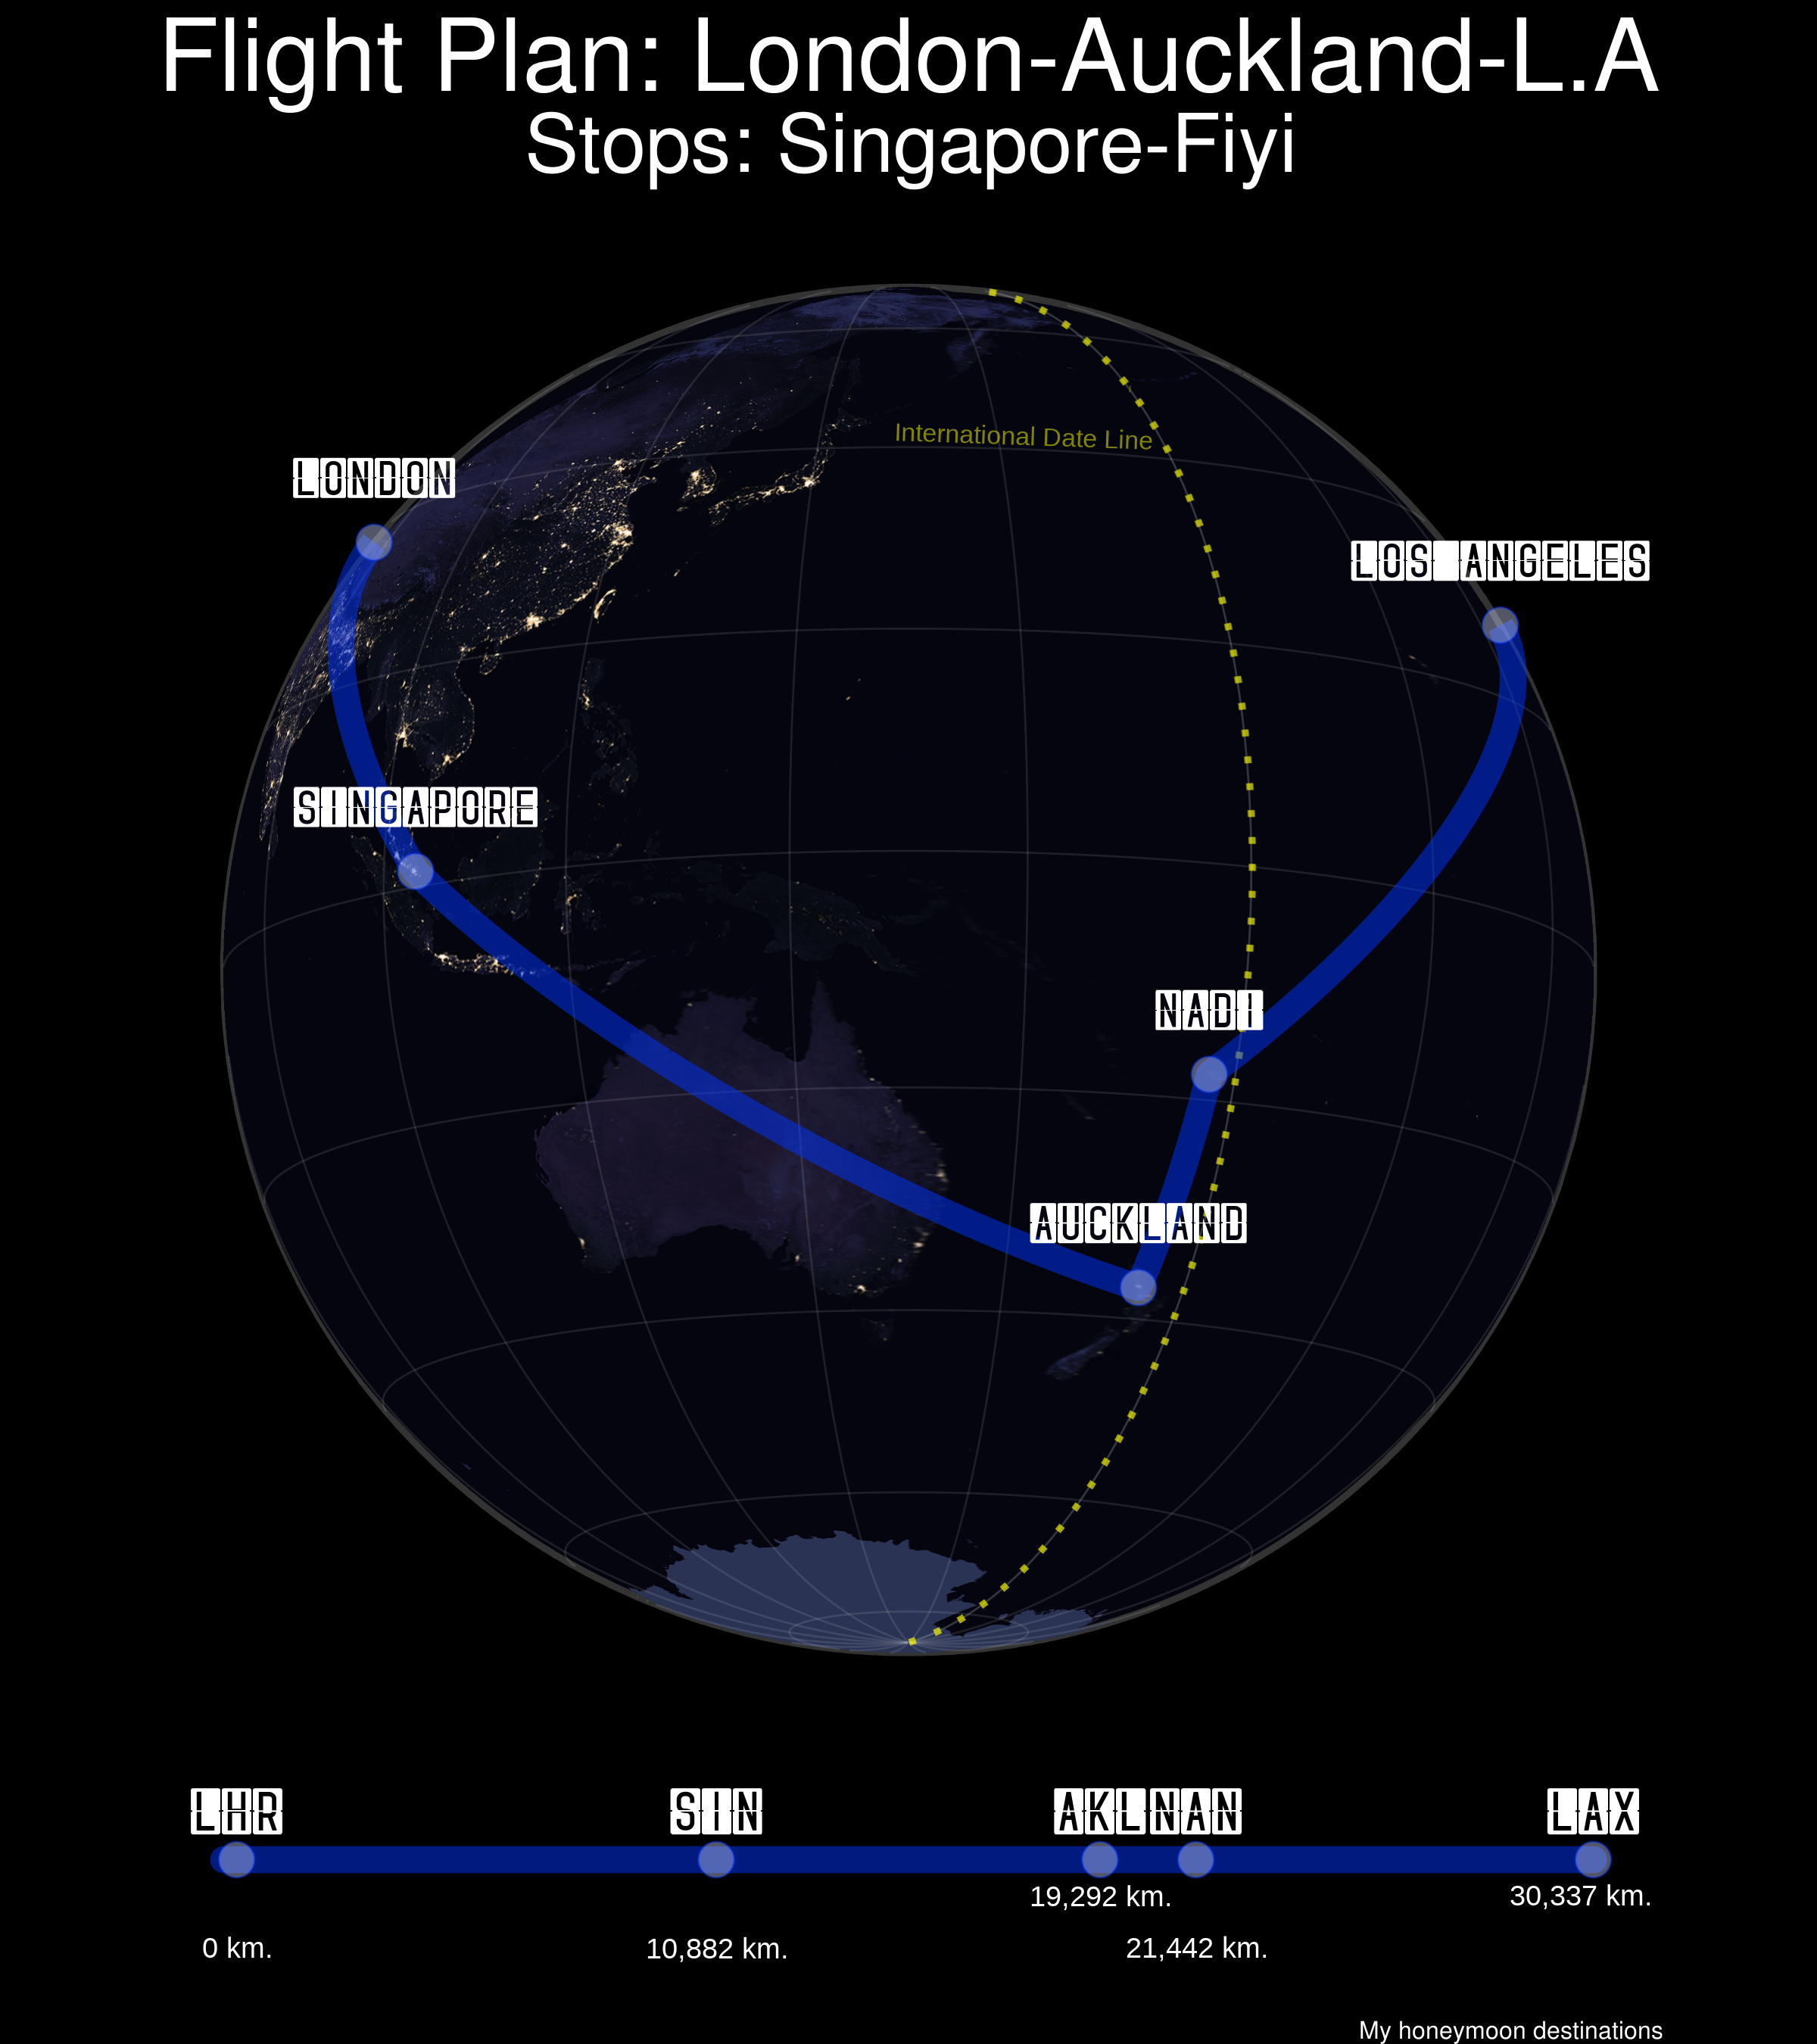 Flight Plan: London-Auckland-L.A
Stops: Singapore-Fiyi
International Date Line
LONDON
LOS ANGELES
SINGAPORE
NADI
AUCKLAND
LHR SIN AKL NAN LAX
19,292 km. 30,337 km.
0 km. 10,882 km. 21,442 km.
My honeymoon destinations